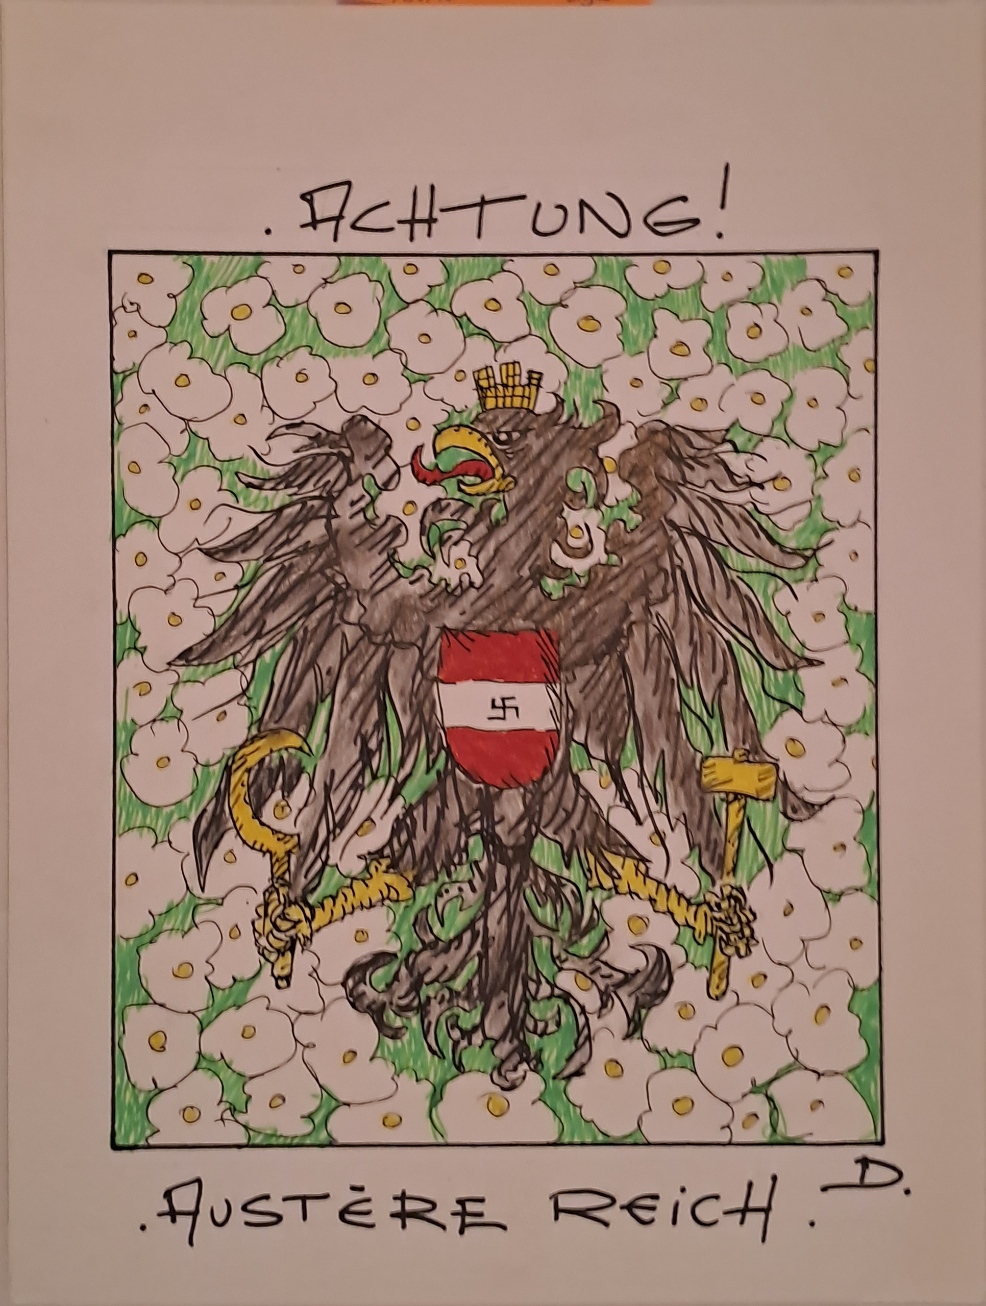 . ACHTUNG!
. AUSTÈRE REICH .
D.